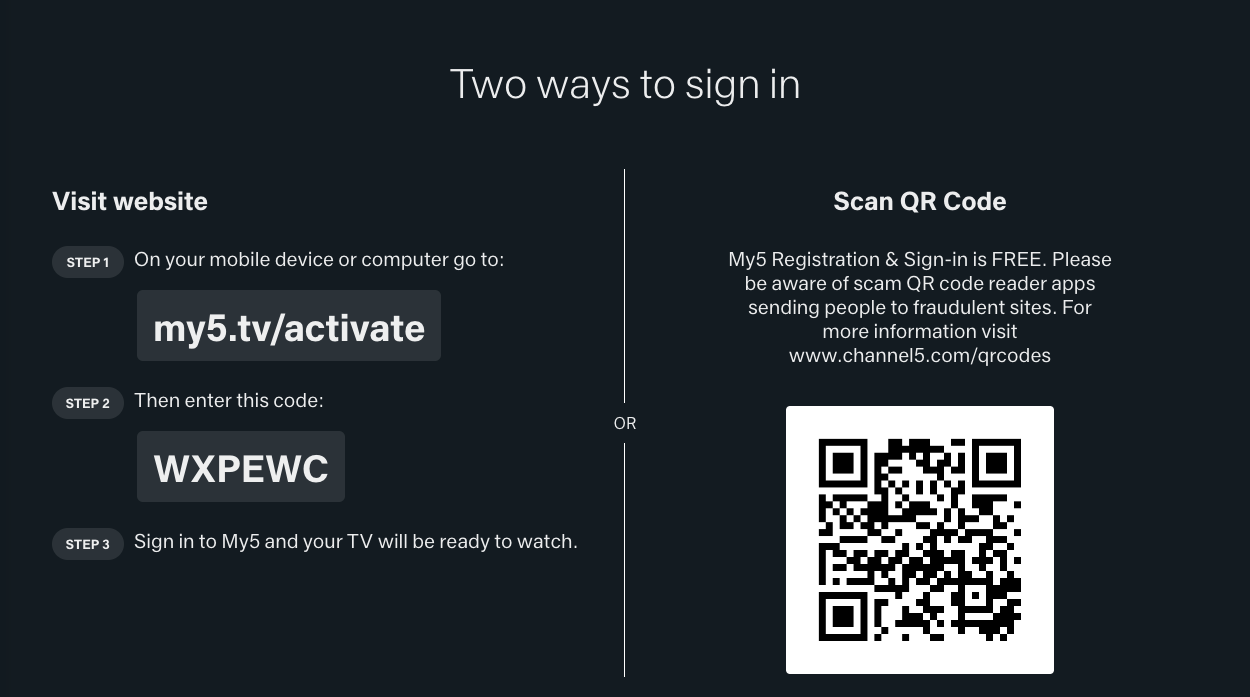 Two ways to sign in
Visit website
STEP 1 On your mobile device or computer go to:
my5.tv/activate
STEP 2 Then enter this code:
WXPEWC
STEP 3 Sign in to My5 and your TV will be ready to watch.
OR
Scan QR Code
My5 Registration & Sign-in is FREE. Please
be aware of scam QR code reader apps
sending people to fraudulent sites. For
more information visit
www.channel5.com/qrcodes